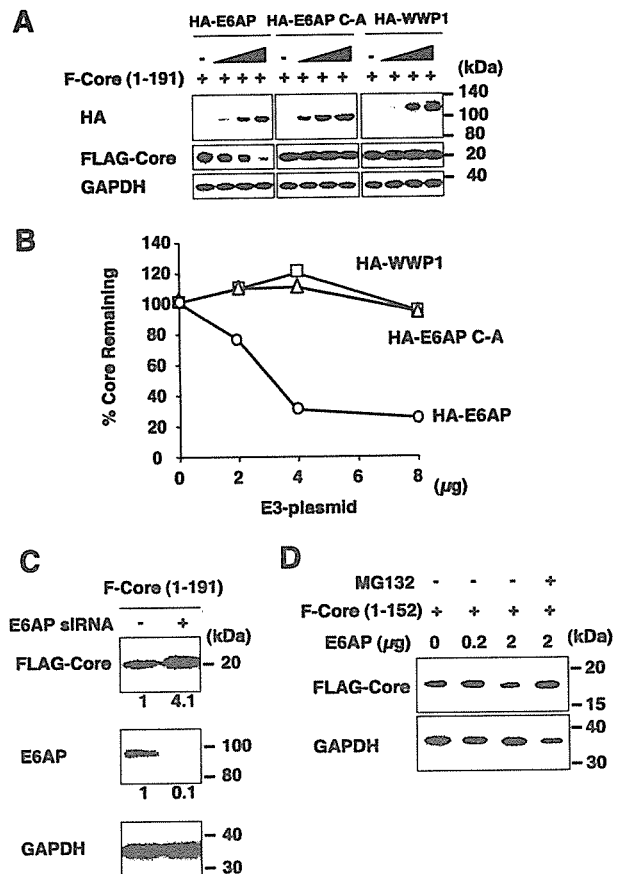 A
HA-E6AP HA-E6AP C-A HA-WWP1
- - -
F-Core (1-191) + + + + + + + + + + + + (kDa)
HA
140
100
80
FLAG-Core
20
GAPDH
40
B
% Core Remaining
140
120
100
80
60
40
20
0
0 2 4 6 8 (µg)
E3-plasmid
HA-WWP1
HA-E6AP C-A
HA-E6AP
C
F-Core (1-191)
E6AP siRNA - + (kDa)
FLAG-Core
20
1 4.1
E6AP
100
80
1 0.1
GAPDH
40
30
D
MG132 - - - +
F-Core (1-152) + + + +
E6AP (µg) 0 0.2 2 2 (kDa)
FLAG-Core
20
15
GAPDH
40
30